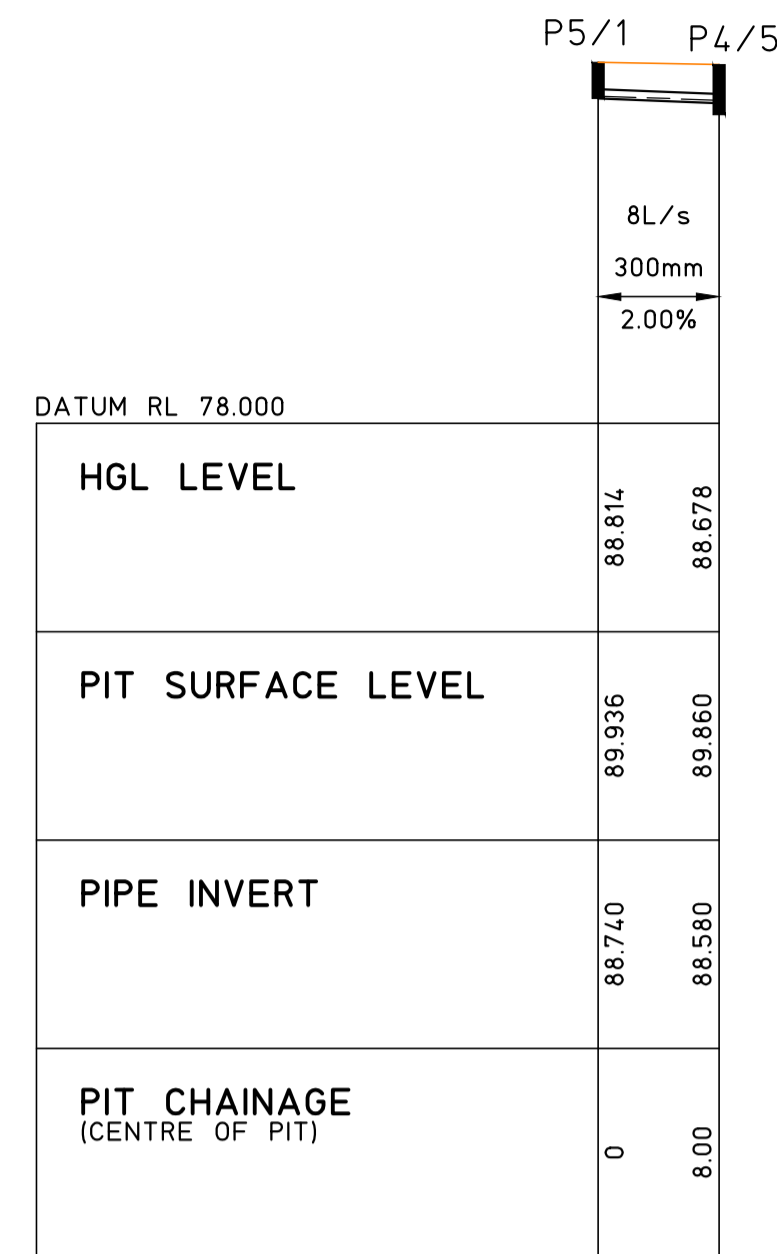 P5/1 P4/5
8L/s
300mm
2.00%
DATUM RL 78.000
HGL LEVEL
88.814
88.678
PIT SURFACE LEVEL
89.936
89.860
PIPE INVERT
88.740
88.580
PIT CHAINAGE
(CENTRE OF PIT)
0
8.00